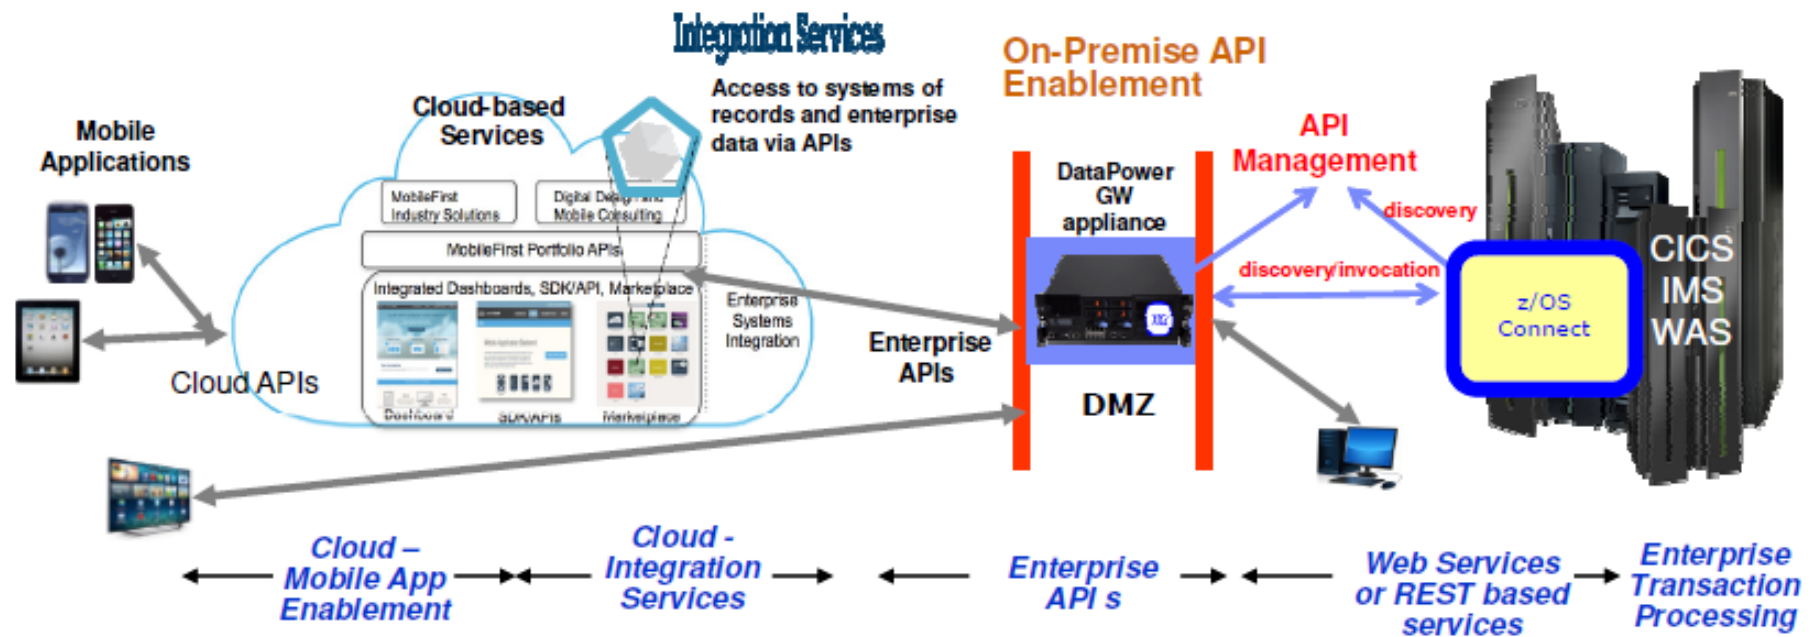 Integration Services
On-Premise API
Enablement
Access to systems of
records and enterprise
data via APIs
Cloud-based
Services
Mobile
Applications
API
Management
DataPower
GW
appliance
MobileFirst
Industry Solutions
Digital Design and
Mobile Consulting
discovery
MobileFirst Portfolio APIs
CICS
IMS
WAS
discovery/invocation
Integrated Dashboards, SDK/API, Marketplace
Enterprise
Systems
Integration
z/OS
Connect
Enterprise
APIs
Cloud APIs
DMZ
Dashboard
SDK/APIs
Marketplace
Cloud –
Mobile App
Enablement
Cloud -
Integration
Services
Enterprise
API s
Web Services
or REST based
services
Enterprise
Transaction
Processing